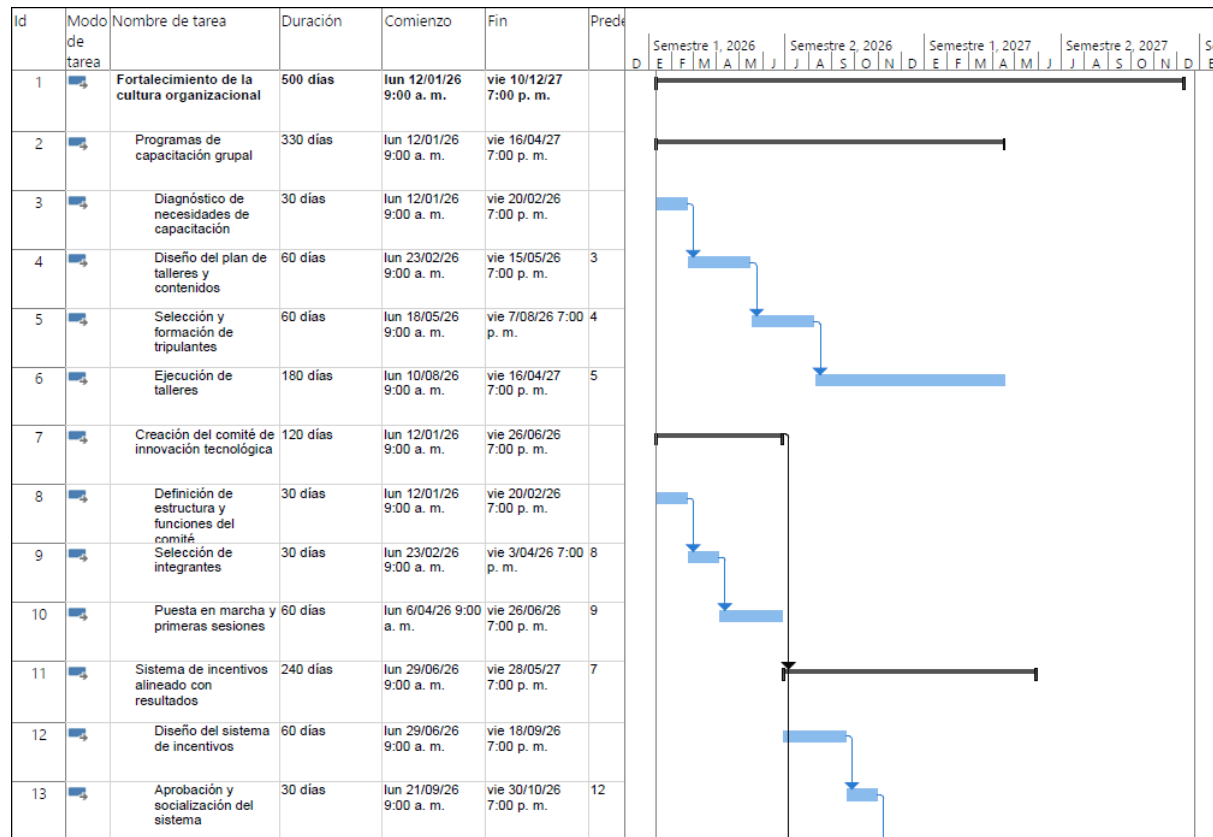 Id Modo de tarea Nombre de tarea Duración Comienzo Fin Prede
Semestre 1, 2026 Semestre 2, 2026 Semestre 1, 2027 Semestre 2, 2027 S
D E F M A M J J A S O N D E F M A M J J A S O N D E
1 Fortalecimiento de la cultura organizacional 500 días lun 12/01/26 9:00 a. m. vie 10/12/27 7:00 p. m.
2 Programas de capacitación grupal 330 días lun 12/01/26 9:00 a. m. vie 16/04/27 7:00 p. m.
3 Diagnóstico de necesidades de capacitación 30 días lun 12/01/26 9:00 a. m. vie 20/02/26 7:00 p. m.
4 Diseño del plan de talleres y contenidos 60 días lun 23/02/26 9:00 a. m. vie 15/05/26 7:00 p. m. 3
5 Selección y formación de tripulantes 60 días lun 18/05/26 9:00 a. m. vie 7/08/26 7:00 p. m. 4
6 Ejecución de talleres 180 días lun 10/08/26 9:00 a. m. vie 16/04/27 7:00 p. m. 5
7 Creación del comité de innovación tecnológica 120 días lun 12/01/26 9:00 a. m. vie 26/06/26 7:00 p. m.
8 Definición de estructura y funciones del comité 30 días lun 12/01/26 9:00 a. m. vie 20/02/26 7:00 p. m.
9 Selección de integrantes 30 días lun 23/02/26 9:00 a. m. vie 3/04/26 7:00 p. m. 8
10 Puesta en marcha y primeras sesiones 60 días lun 6/04/26 9:00 a. m. vie 26/06/26 7:00 p. m. 9
11 Sistema de incentivos alineado con resultados 240 días lun 29/06/26 9:00 a. m. vie 28/05/27 7:00 p. m. 7
12 Diseño del sistema de incentivos 60 días lun 29/06/26 9:00 a. m. vie 18/09/26 7:00 p. m.
13 Aprobación y socialización del sistema 30 días lun 21/09/26 9:00 a. m. vie 30/10/26 7:00 p. m. 12